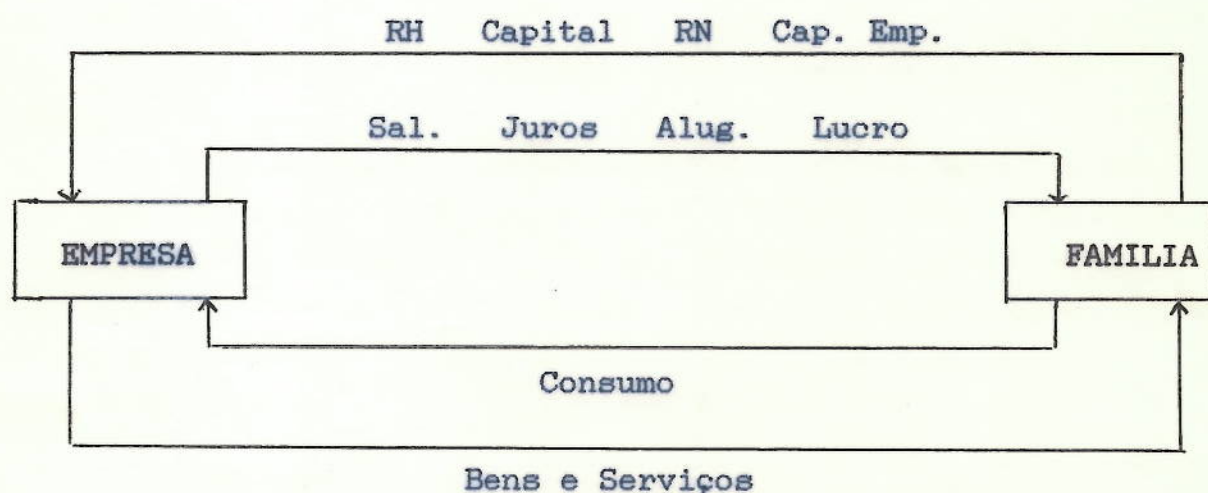 RH Capital RN Cap. Emp.
Sal. Juros Alug. Lucro
EMPRESA
FAMILIA
Consumo
Bens e Serviços